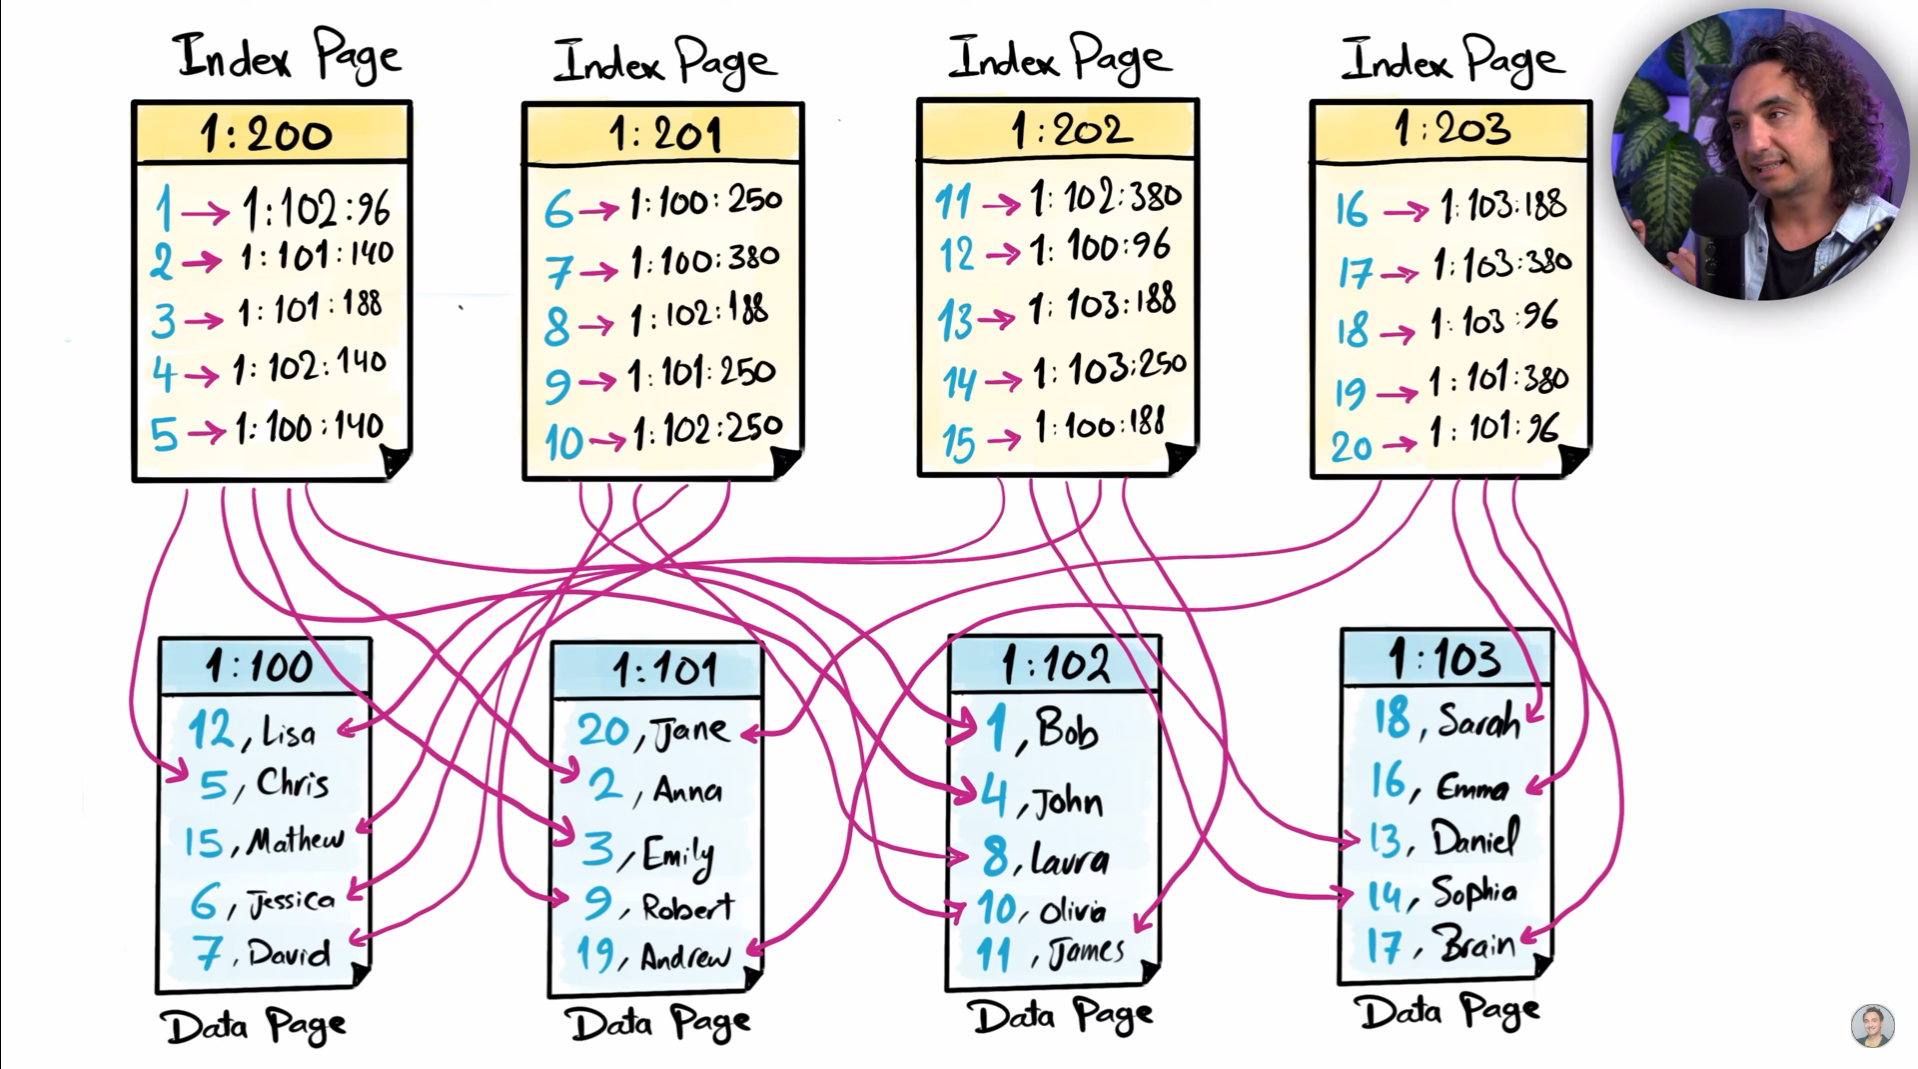 Index Page
1:200
1 → 1:102:96
2 → 1:101:140
3 → 1:101:188
4 → 1:102:140
5 → 1:100:140
Index Page
1:201
6 → 1:100:250
7 → 1:100:380
8 → 1:102:188
9 → 1:101:250
10 → 1:102:250
Index Page
1:202
11 → 1:102:380
12 → 1:100:96
13 → 1:103:188
14 → 1:103:250
15 → 1:100:188
Index Page
1:203
16 → 1:103:188
17 → 1:103:380
18 → 1:103:96
19 → 1:101:380
20 → 1:101:96
1:100
12, Lisa
5, Chris
15, Mathew
6, Jessica
7, David
Data Page
1:101
20, Jane
2, Anna
3, Emily
9, Robert
19, Andrew
Data Page
1:102
1, Bob
4, John
8, Laura
10, Olivia
11, James
Data Page
1:103
18, Sarah
16, Emma
13, Daniel
14, Sophia
17, Brain
Data Page